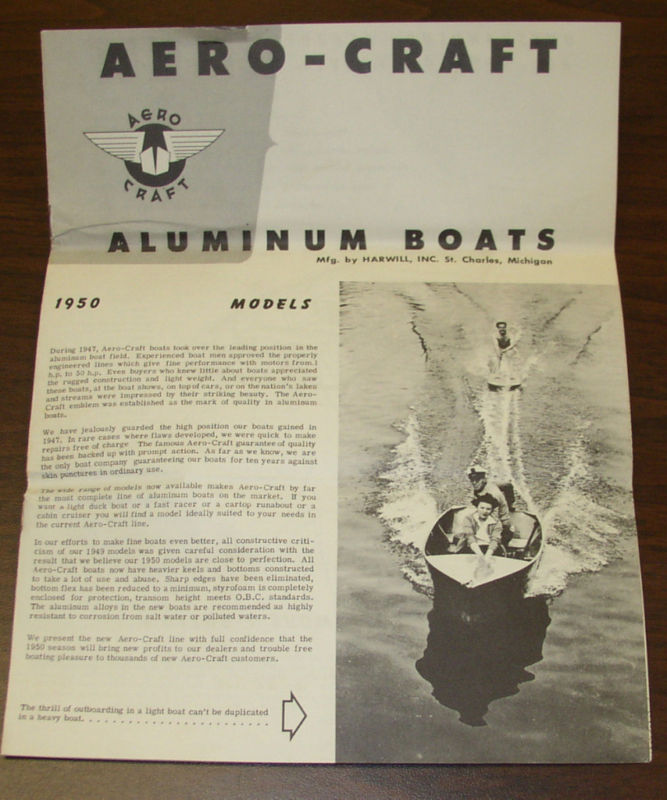 AERO-CRAFT
AERO
CRAFT
ALUMINUM BOATS
Mfg. by HARWILL, INC. St. Charles, Michigan
1950 MODELS
During 1947, Aero-Craft boats took over the leading position in the
aluminum boat field. Experienced boat men approved the properly
engineered lines which give fine performance with motors from 1
h.p. to 50 h.p. Even buyers who knew little about boats appreciated
the rugged construction and light weight. And everyone who saw
these boats, at the boat shows, on top of cars, or on the nation's lakes
and streams were impressed by their striking beauty. The Aero-
Craft emblem was established as the mark of quality in aluminum
boats.
We have jealously guarded the high position our boats gained in
1947. In rare cases where flaws developed, we were quick to make
repairs free of charge The famous Aero-Craft guarantee of quality
has been backed up with prompt action. As far as we know, we are
the only boat company guaranteeing our boats for ten years against
skin punctures in ordinary use.
The wide range of models now available makes Aero-Craft by far
the most complete line of aluminum boats on the market. If you
want a light duck boat or a fast racer or a cartop runabout or a
cabin cruiser you will find a model ideally suited to your needs in
the current Aero-Craft line.
In our efforts to make fine boats even better, all constructive criti-
cism of our 1949 models was given careful consideration with the
result that we believe our 1950 models are close to perfection. All
Aero-Craft boats now have heavier keels and bottoms constructed
to take a lot of use and abuse. Sharp edges have been eliminated,
bottom flex has been reduced to a minimum, styrofoam is completely
enclosed for protection, transom height meets O.B.C. standards.
The aluminum alloys in the new boats are recommended as highly
resistant to corrosion from salt water or polluted waters.
We present the new Aero-Craft line with full confidence that the
1950 season will bring new profits to our dealers and trouble free
boating pleasure to thousands of new Aero-Craft customers.
The thrill of outboarding in a light boat can't be duplicated
in a heavy boat. . . . . . . . . . . . . . . . . . . . . . . .